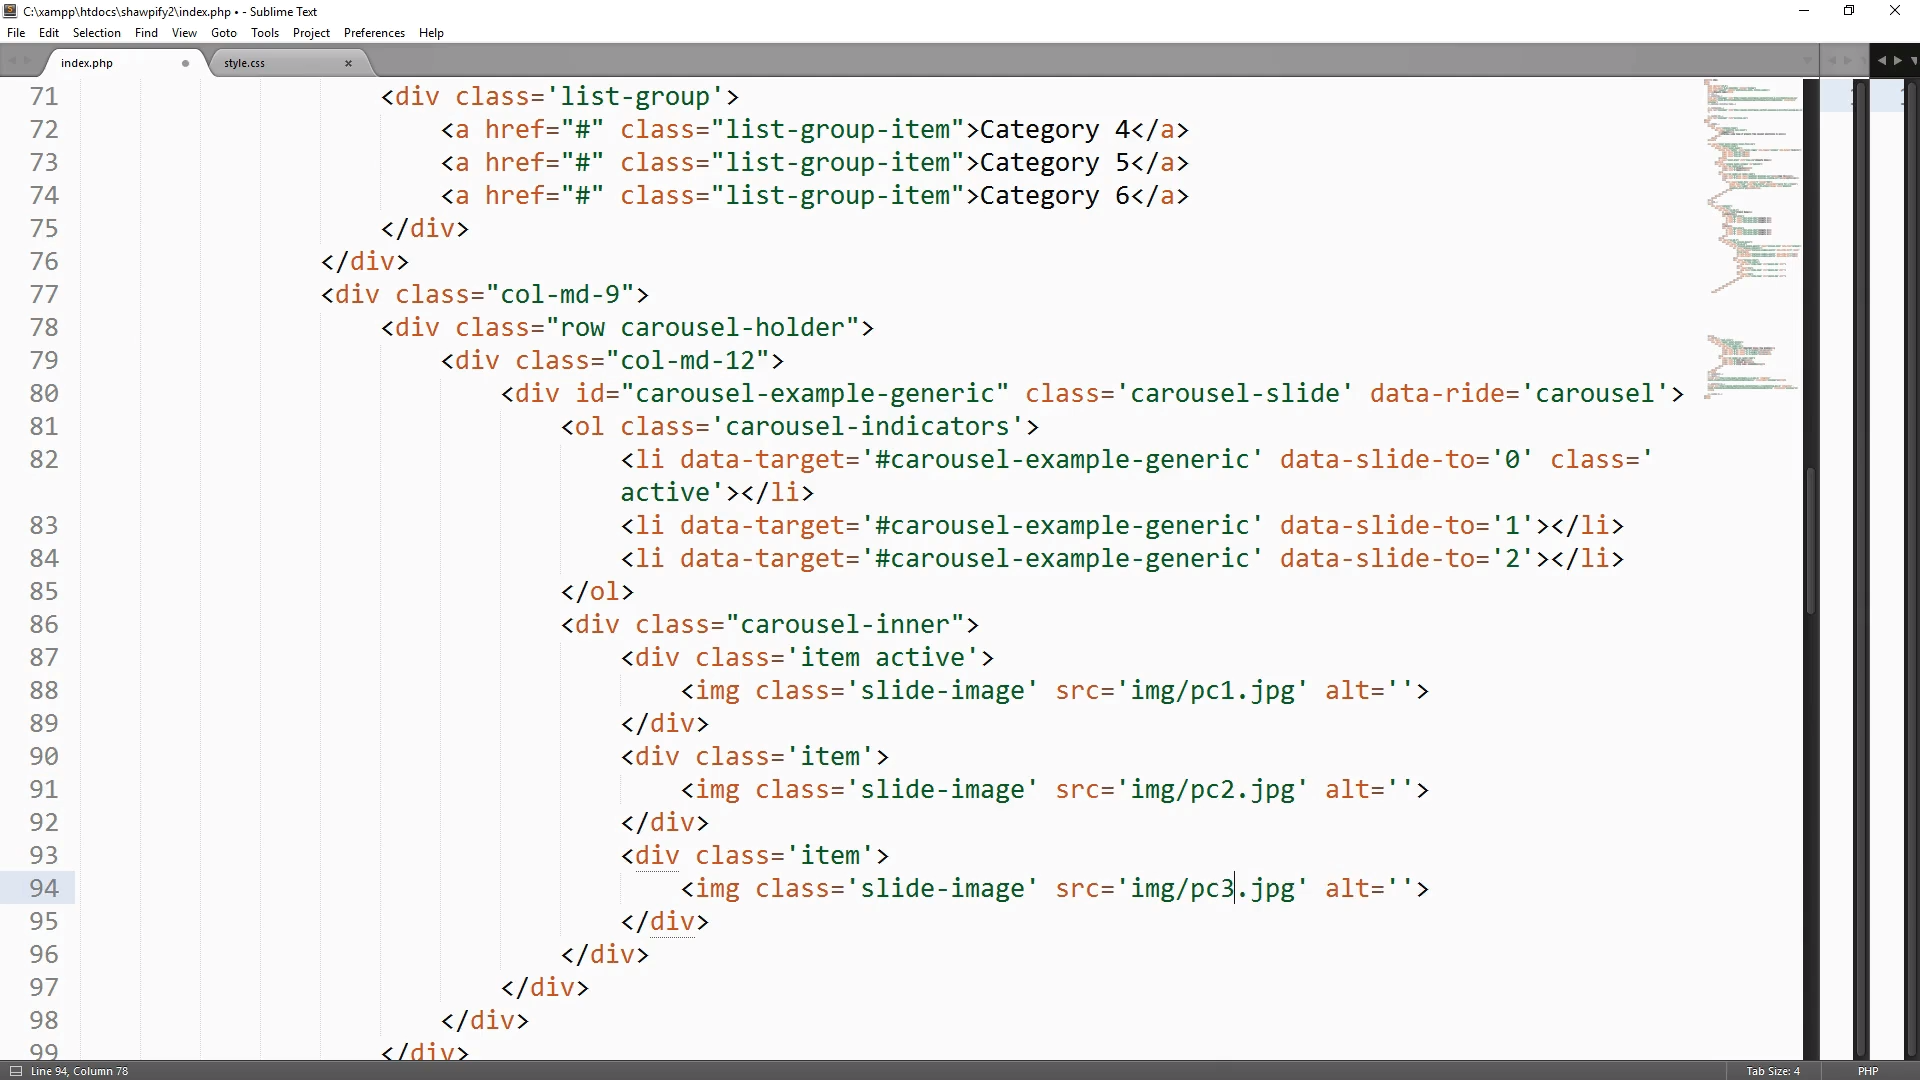 C:\xampp\htdocs\shawpify2\index.php • - Sublime Text
File Edit Selection Find View Goto Tools Project Preferences Help
index.php style.css
71 <div class='list-group'>
72 <a href="#" class="list-group-item">Category 4</a>
73 <a href="#" class="list-group-item">Category 5</a>
74 <a href="#" class="list-group-item">Category 6</a>
75 </div>
76 </div>
77 <div class="col-md-9">
78 <div class="row carousel-holder">
79 <div class="col-md-12">
80 <div id="carousel-example-generic" class='carousel-slide' data-ride='carousel'>
81 <ol class='carousel-indicators'>
82 <li data-target='#carousel-example-generic' data-slide-to='0' class='
active'></li>
83 <li data-target='#carousel-example-generic' data-slide-to='1'></li>
84 <li data-target='#carousel-example-generic' data-slide-to='2'></li>
85 </ol>
86 <div class="carousel-inner">
87 <div class='item active'>
88 <img class='slide-image' src='img/pc1.jpg' alt=''>
89 </div>
90 <div class='item'>
91 <img class='slide-image' src='img/pc2.jpg' alt=''>
92 </div>
93 <div class='item'>
94 <img class='slide-image' src='img/pc3.jpg' alt=''>
95 </div>
96 </div>
97 </div>
98 </div>
99 </div>
Line 94, Column 78 Tab Size: 4 PHP